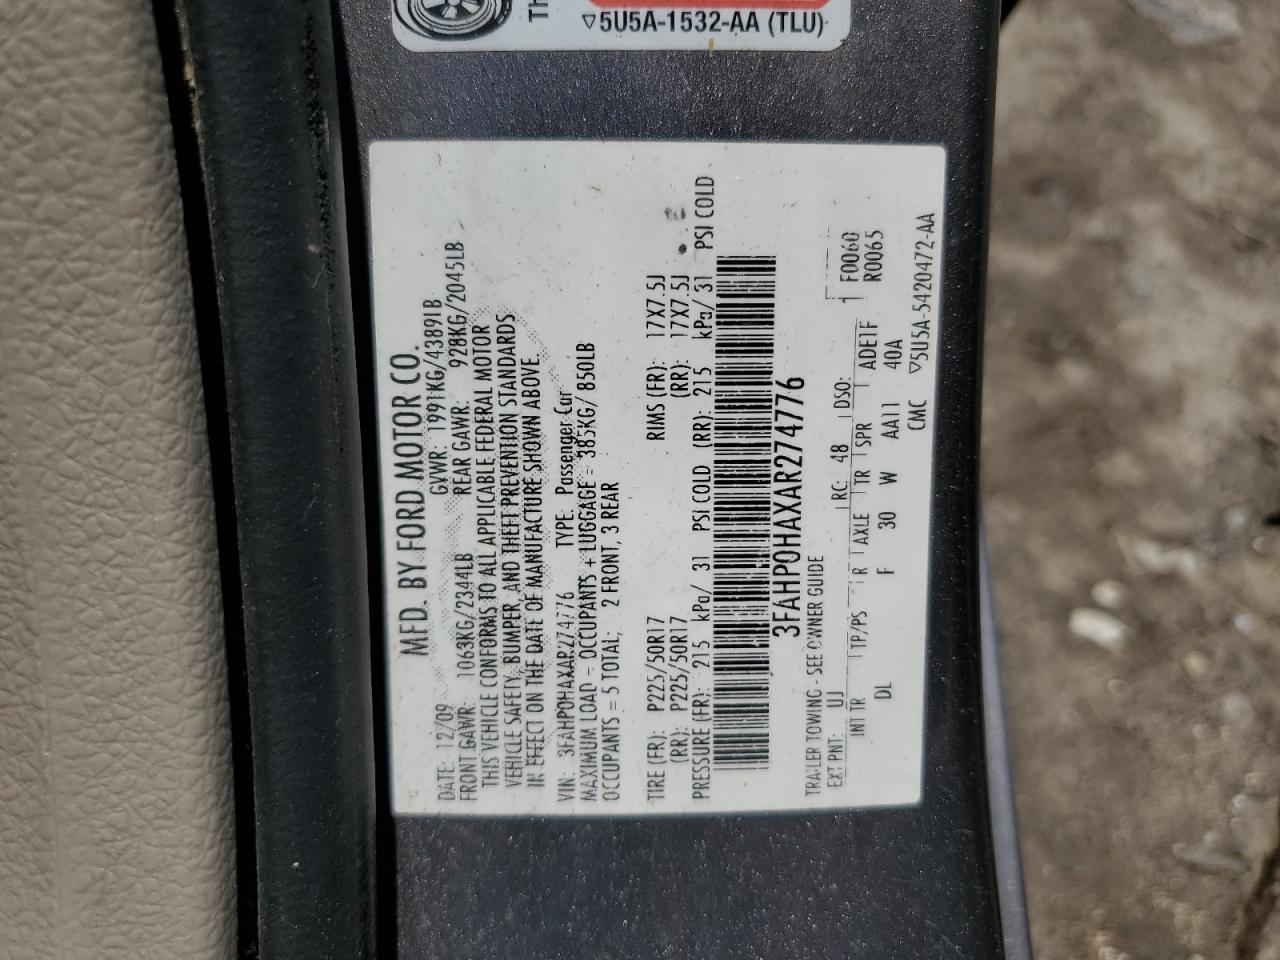 TH
▽5U5A-1532-AA (TLU)
MFD. BY FORD MOTOR CO.
DATE: 12/09 GVWR: 1991KG/4389LB
FRONT GAWR: 1063KG/2344LB REAR GAWR: 928KG/2045LB
THIS VEHICLE CONFORMS TO ALL APPLICABLE FEDERAL MOTOR
VEHICLE SAFETY, BUMPER, AND THEFT PREVENTION STANDARDS
IN EFFECT ON THE DATE OF MANUFACTURE SHOWN ABOVE.
VIN: 3FAHP0HAXAR274776 TYPE: Passenger Car
MAXIMUM LOAD = OCCUPANTS + LUGGAGE = 385KG/ 850LB
OCCUPANTS = 5 TOTAL; 2 FRONT, 3 REAR
TIRE (FR): P225/50R17 RIMS (FR): 17X7.5J
(RR): P225/50R17 (RR): 17X7.5J
PRESSURE (FR): 215 kPa/ 31 PSI COLD (RR): 215 kPa/ 31 PSI COLD
3FAHP0HAXAR274776
TRAILER TOWING - SEE OWNER GUIDE
EXT PNT: UJ RC: 48 DSO: F0060
INT TR TP/PS R AXLE TR SPR R0065
DL F 30 W AA11 ADE1F 40A
CMC ▽5U5A-5420472-AA